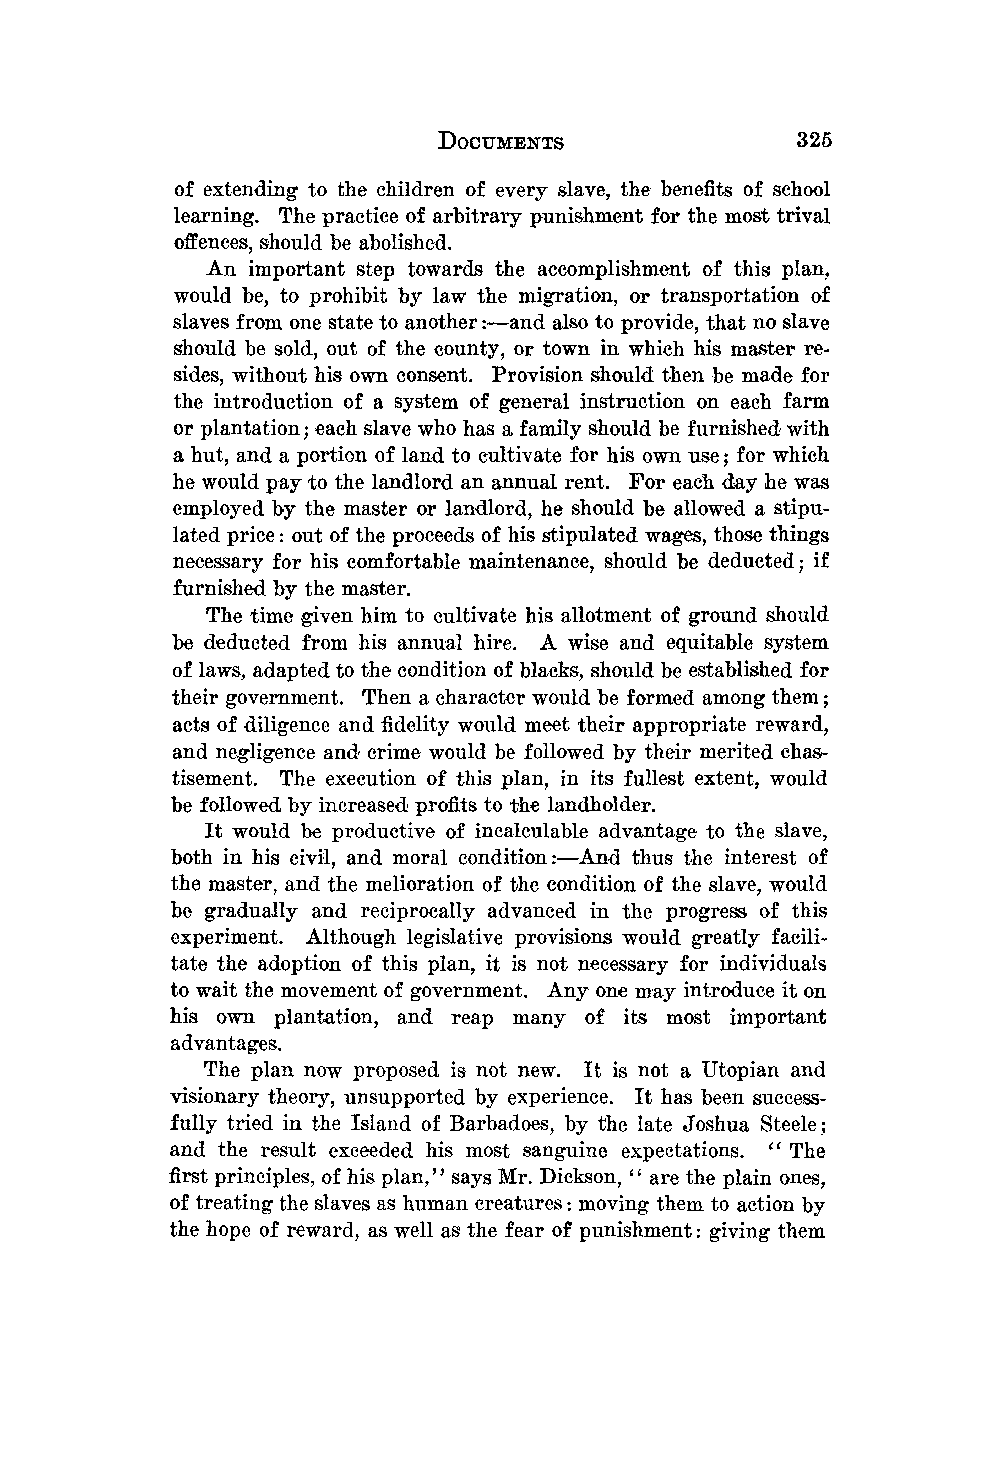 DOCUMENTS 325
of extending to the children of every slave, the benefits of school
learning. The practice of arbitrary punishment for the most trival
offences, should be abolished.
An important step towards the accomplishment of this plan,
would be, to prohibit by law the migration, or transportation of
slaves from one state to another:—and also to provide, that no slave
should be sold, out of the county, or town in which his master re-
sides, without his own consent. Provision should then be made for
the introduction of a system of general instruction on each farm
or plantation; each slave who has a family should be furnished with
a hut, and a portion of land to cultivate for his own use; for which
he would pay to the landlord an annual rent. For each day he was
employed by the master or landlord, he should be allowed a stipu-
lated price: out of the proceeds of his stipulated wages, those things
necessary for his comfortable maintenance, should be deducted; if
furnished by the master.
The time given him to cultivate his allotment of ground should
be deducted from his annual hire. A wise and equitable system
of laws, adapted to the condition of blacks, should be established for
their government. Then a character would be formed among them;
acts of diligence and fidelity would meet their appropriate reward,
and negligence and crime would be followed by their merited chas-
tisement. The execution of this plan, in its fullest extent, would
be followed by increased profits to the landholder.
It would be productive of incalculable advantage to the slave,
both in his civil, and moral condition:—And thus the interest of
the master, and the melioration of the condition of the slave, would
be gradually and reciprocally advanced in the progress of this
experiment. Although legislative provisions would greatly facili-
tate the adoption of this plan, it is not necessary for individuals
to wait the movement of government. Any one may introduce it on
his own plantation, and reap many of its most important
advantages.
The plan now proposed is not new. It is not a Utopian and
visionary theory, unsupported by experience. It has been success-
fully tried in the Island of Barbadoes, by the late Joshua Steele;
and the result exceeded his most sanguine expectations. "The
first principles, of his plan," says Mr. Dickson, "are the plain ones,
of treating the slaves as human creatures: moving them to action by
the hope of reward, as well as the fear of punishment: giving them